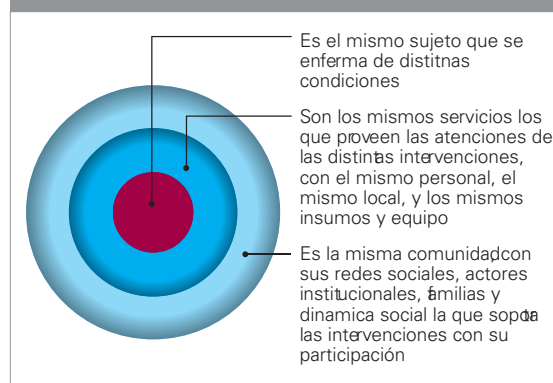 Es el mismo sujeto que se
enferma de distitnas
condiciones
Son los mismos servicios los
que proveen las atenciones de
las distintas intervenciones,
con el mismo personal, el
mismo local, y los mismos
insumos y equipo
Es la misma comunidad,con
sus redes sociales, actores
institucionales, familias y
dinamica social la que soporta
las intervenciones con su
participación